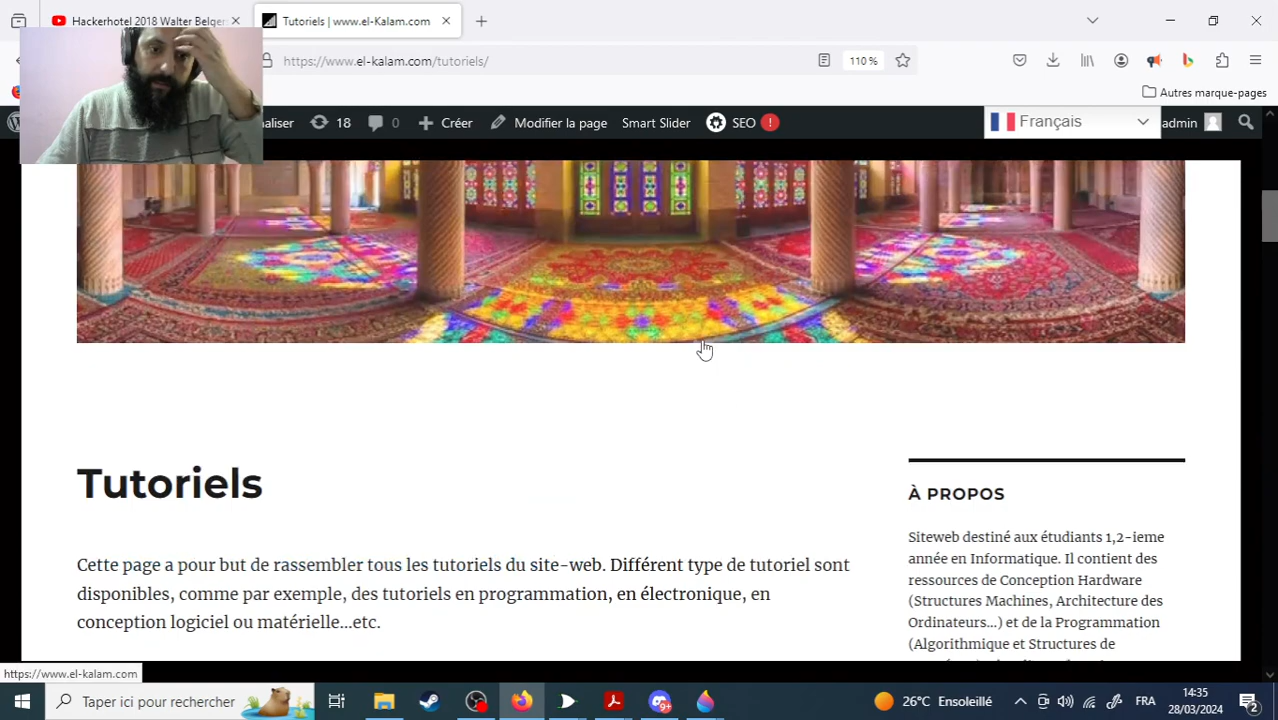 Hackerhotel 2018 Walter Belger
Tutoriels | www.el-Kalam.com
https://www.el-kalam.com/tutoriels/
110 %
Autres marque-pages
18
0
Créer
Modifier la page
Smart Slider
SEO !
Français
admin
Tutoriels
Cette page a pour but de rassembler tous les tutoriels du site-web. Différent type de tutoriel sont
disponibles, comme par exemple, des tutoriels en programmation, en électronique, en
conception logiciel ou matérielle...etc.
À PROPOS
Siteweb destiné aux étudiants 1,2-ieme
année en Informatique. Il contient des
ressources de Conception Hardware
(Structures Machines, Architecture des
Ordinateurs...) et de la Programmation
(Algorithmique et Structures de
https://www.el-kalam.com
Taper ici pour rechercher
9+
26°C Ensoleillé
FRA
14:35
28/03/2024
2